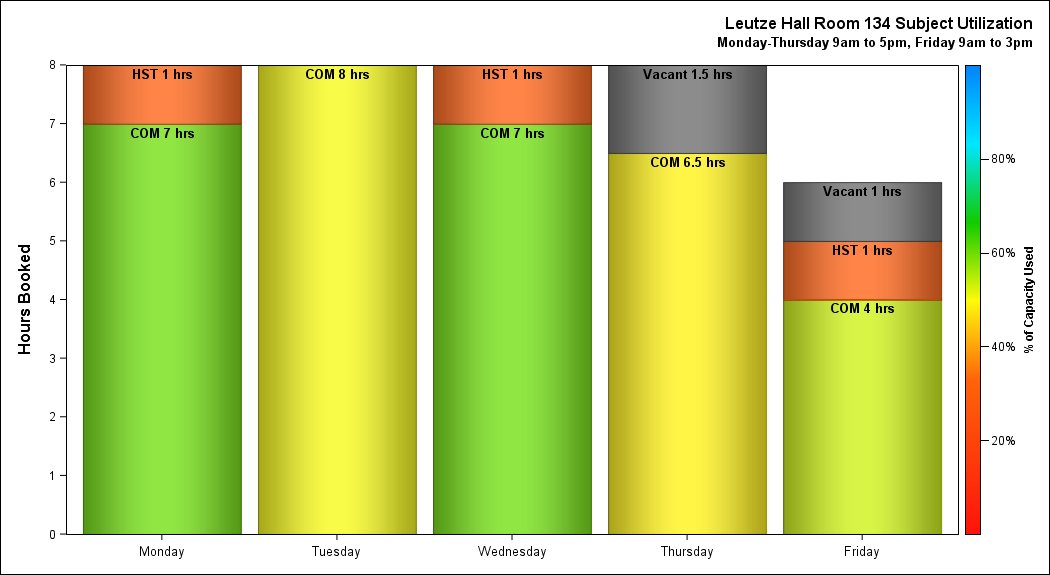 Leutze Hall Room 134 Subject Utilization
Monday-Thursday 9am to 5pm, Friday 9am to 3pm
Hours Booked
8
7
6
5
4
3
2
1
0
HST 1 hrs
COM 7 hrs
COM 8 hrs
HST 1 hrs
COM 7 hrs
Vacant 1.5 hrs
COM 6.5 hrs
Vacant 1 hrs
HST 1 hrs
COM 4 hrs
Monday
Tuesday
Wednesday
Thursday
Friday
80%
60%
40%
20%
% of Capacity Used